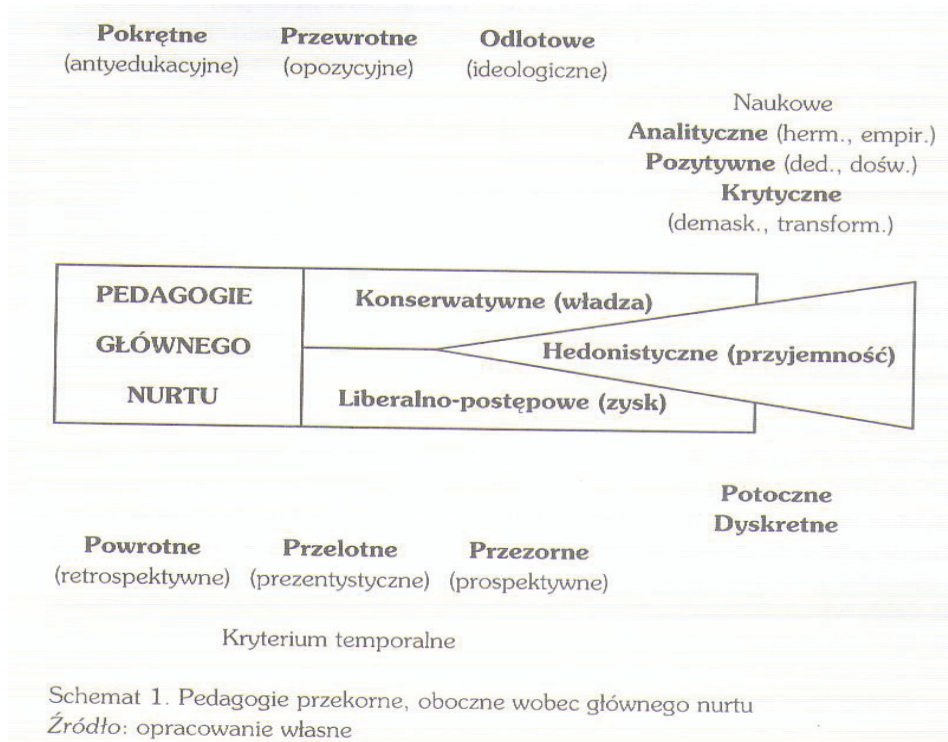 Pokrętne Przewrotne Odlotowe
(antyedukacyjne) (opozycyjne) (ideologiczne)
Naukowe
Analityczne (herm., empir.)
Pozytywne (ded., dośw.)
Krytyczne
(demask., transform.)
PEDAGOGIE
GŁÓWNEGO
NURTU
Konserwatywne (władza)
Hedonistyczne (przyjemność)
Liberalno-postępowe (zysk)
Potoczne
Dyskretne
Powrotne Przelotne Przezorne
(retrospektywne) (prezentystyczne) (prospektywne)
Kryterium temporalne
Schemat 1. Pedagogie przekorne, oboczne wobec głównego nurtu
Źródło: opracowanie własne